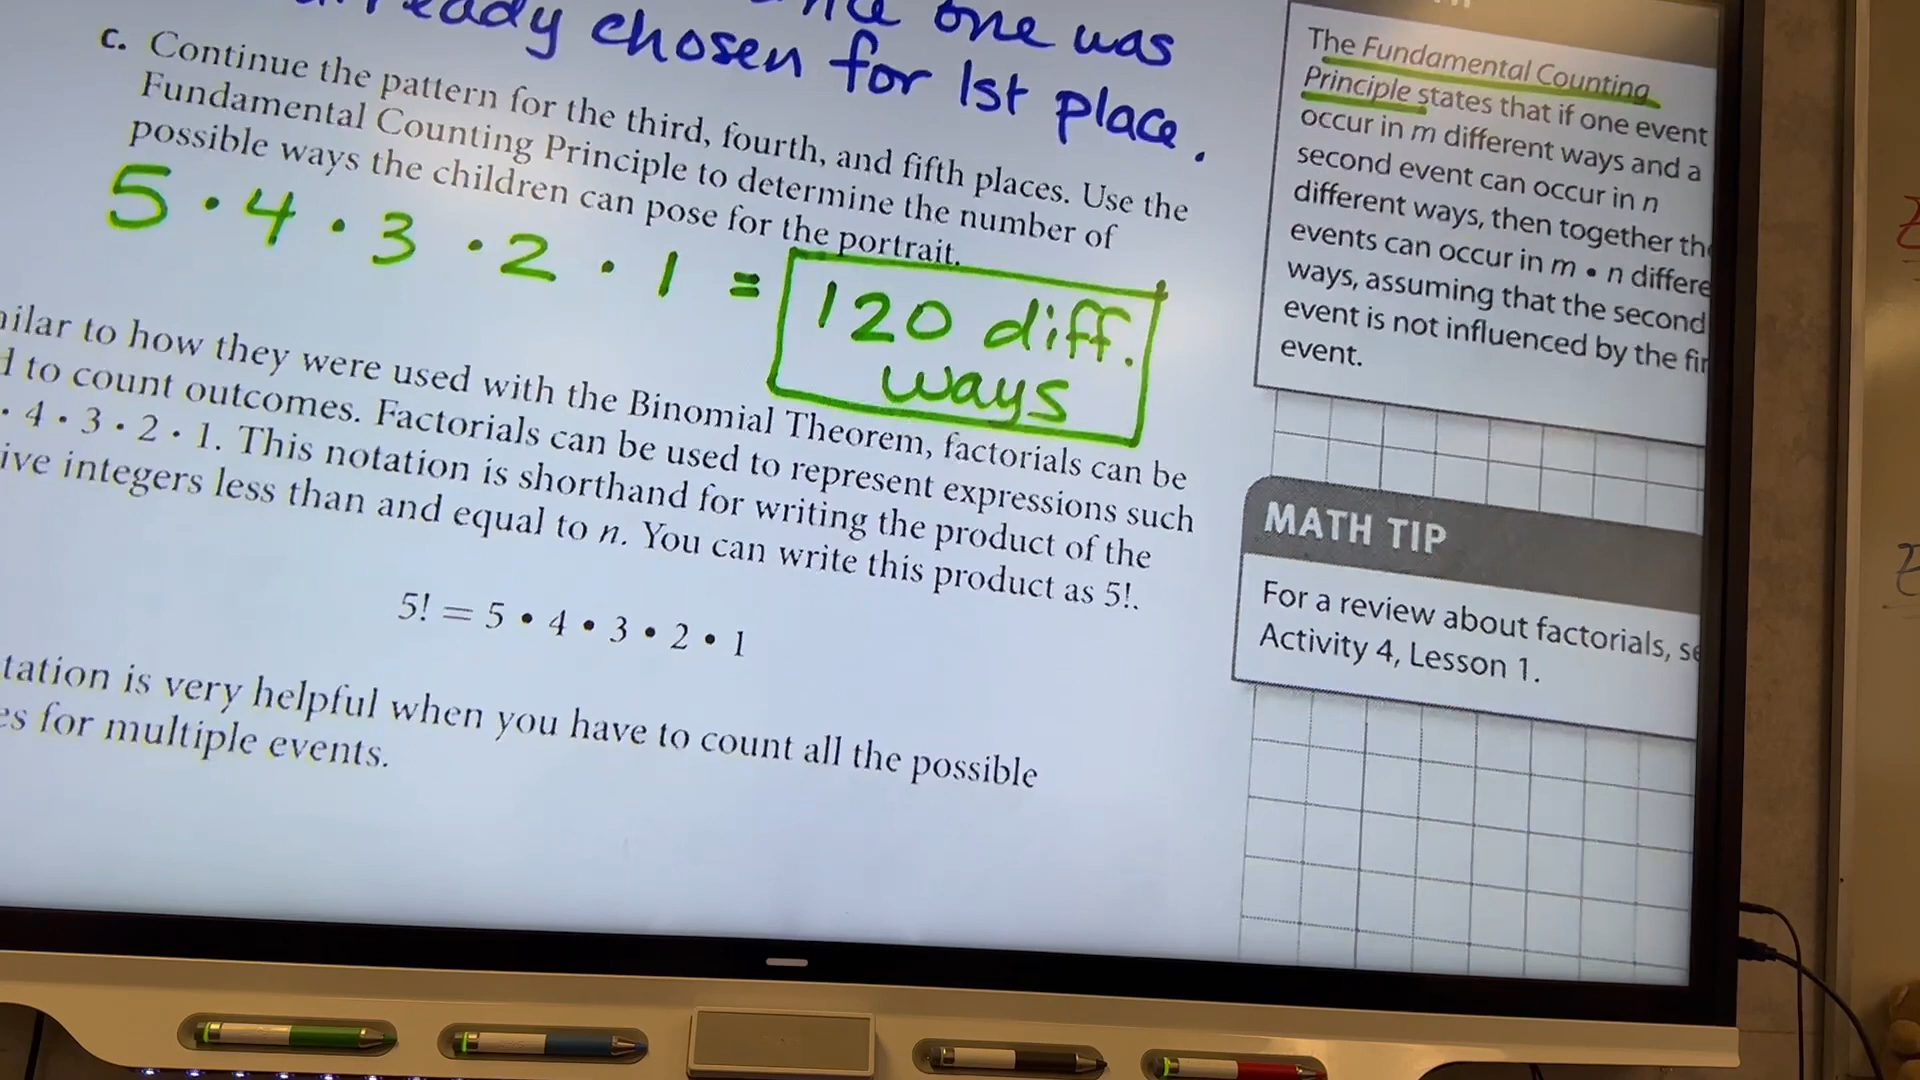 one was
chosen for 1st place.
c. Continue the pattern for the third, fourth, and fifth places. Use the
Fundamental Counting Principle to determine the number of
possible ways the children can pose for the portrait.
5 · 4 · 3 · 2 · 1 = 120 diff.
ways
to how they were used with the Binomial Theorem, factorials can be
to count outcomes. Factorials can be used to represent expressions such
· 4 · 3 · 2 · 1. This notation is shorthand for writing the product of the
integers less than and equal to n. You can write this product as 5!.
5! = 5 • 4 • 3 • 2 • 1
is very helpful when you have to count all the possible
for multiple events.
The Fundamental Counting
Principle states that if one event
occur in m different ways and a
second event can occur in n
different ways, then together
events can occur in m • n
ways, assuming that the second
event is not influenced by the
event.
MATH TIP
For a review about factorials,
Activity 4, Lesson 1.